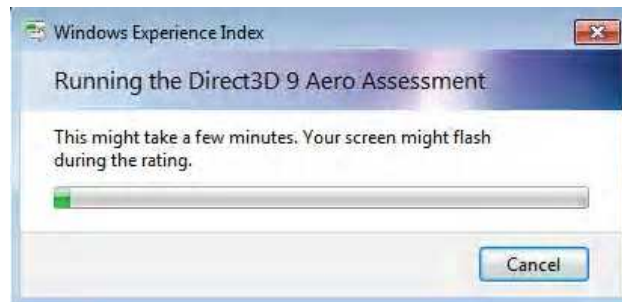 Windows Experience Index
Running the Direct3D 9 Aero Assessment
This might take a few minutes. Your screen might flash
during the rating.
Cancel